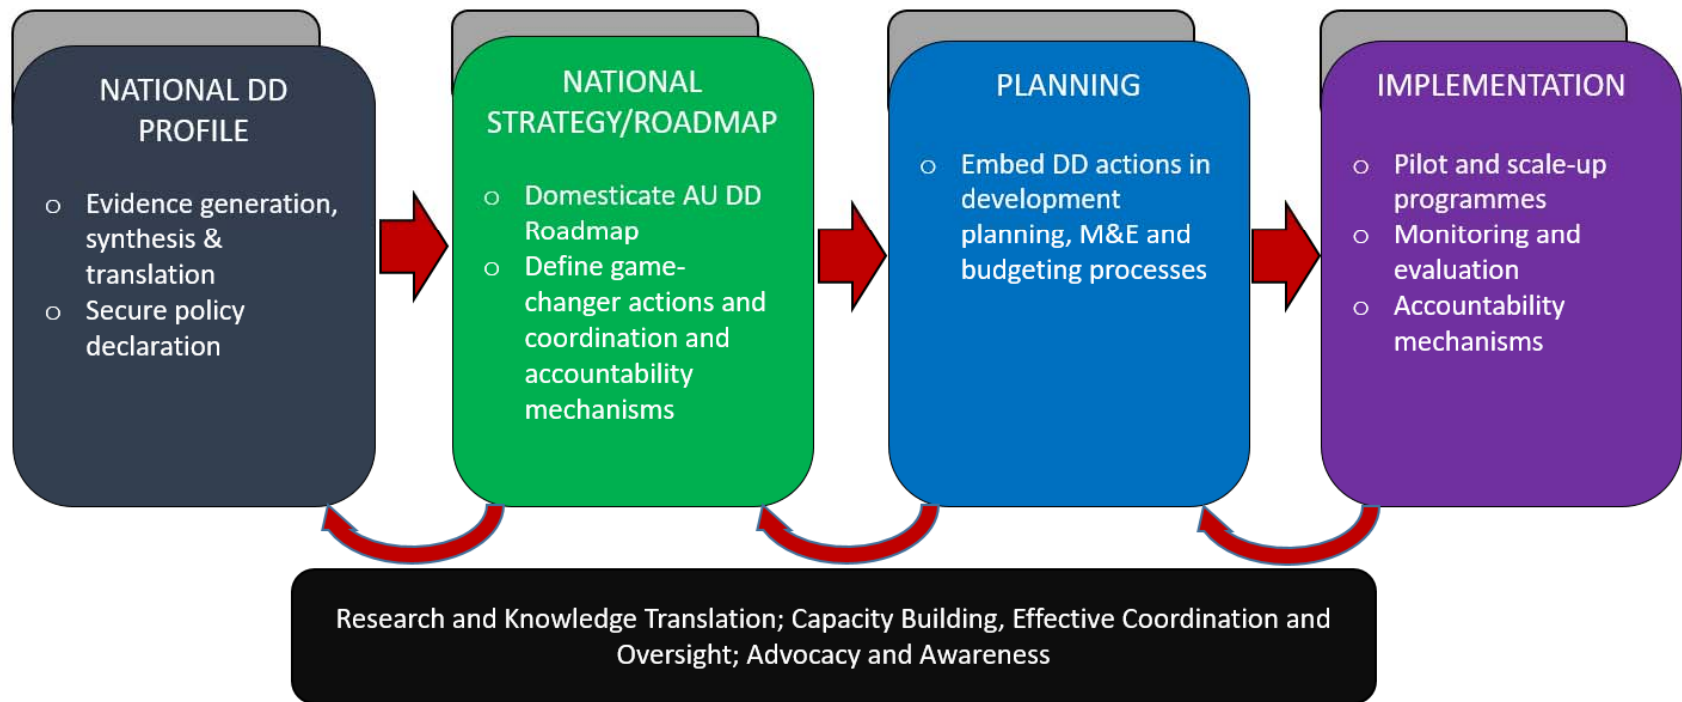 NATIONAL DD
PROFILE
o Evidence generation,
synthesis &
translation
o Secure policy
declaration
NATIONAL
STRATEGY/ROADMAP
o Domesticate AU DD
Roadmap
o Define game-
changer actions and
coordination and
accountability
mechanisms
PLANNING
o Embed DD actions in
development
planning, M&E and
budgeting processes
IMPLEMENTATION
o Pilot and scale-up
programmes
o Monitoring and
evaluation
o Accountability
mechanisms
Research and Knowledge Translation; Capacity Building, Effective Coordination and
Oversight; Advocacy and Awareness